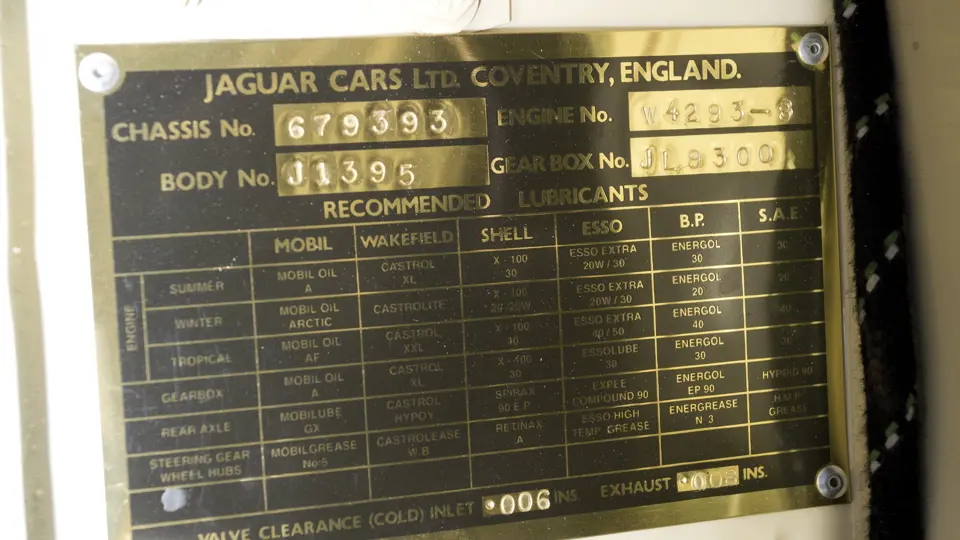 JAGUAR CARS LTD. COVENTRY, ENGLAND.
CHASSIS No. 679393 ENGINE No. W4293-8
BODY No. J1395 GEAR BOX No. JL9300
RECOMMENDED LUBRICANTS
MOBIL WAKEFIELD SHELL ESSO B.P. S.A.E.
ENGINE
SUMMER MOBIL OIL A CASTROL XL X - 100 30 ESSO EXTRA 20W / 30 ENERGOL 30 30
WINTER MOBIL OIL ARCTIC CASTROLITE X - 100 20/20W ESSO EXTRA 20W / 30 ENERGOL 20 20
TROPICAL MOBIL OIL AF CASTROL XXL X - 100 40 ESSO EXTRA 40 / 50 ENERGOL 40 40
GEARBOX MOBIL OIL A CASTROL XL X - 100 30 ESSOLUBE 30 ENERGOL 30 30
REAR AXLE MOBILUBE GX CASTROL HYPOY SPIRAX 90 E P COMPOUND 90 ENERGOL EP 90 90
STEERING GEAR WHEEL HUBS MOBILGREASE No:5 CASTROLEASE W B RETINAX A ESSO HIGH TEMP. GREASE ENERGREASE N 3 GREASE
VALVE CLEARANCE (COLD) INLET .006 INS. EXHAUST INS.